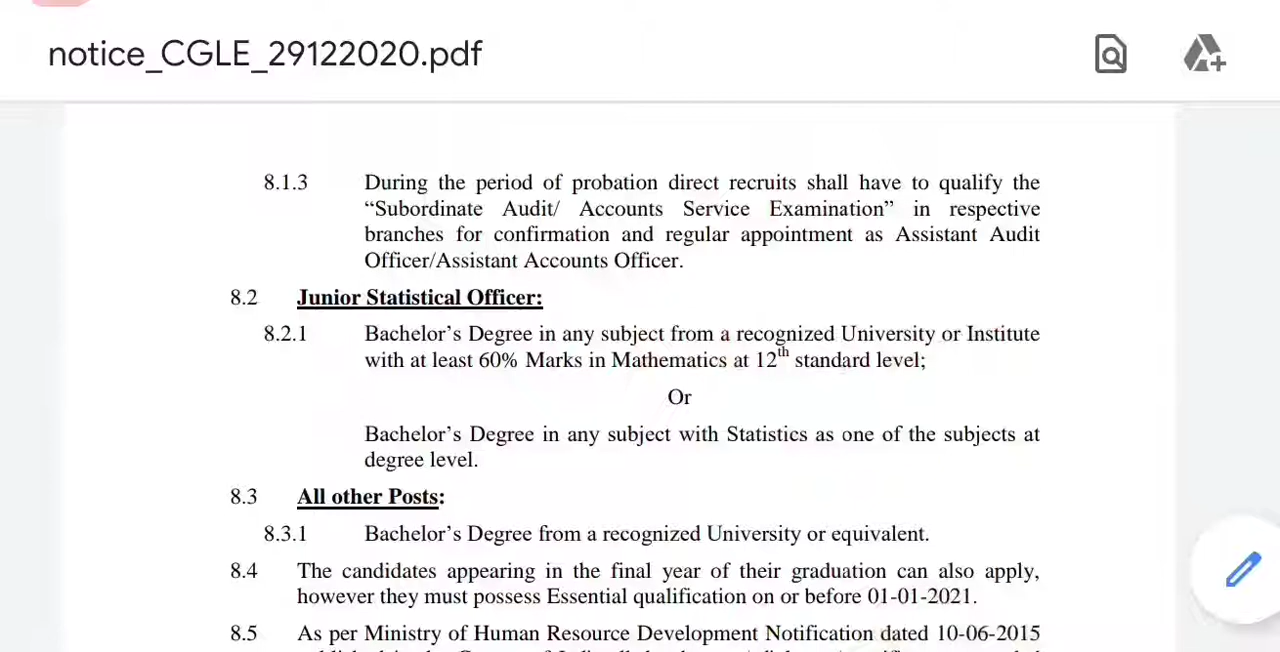 notice_CGLE_29122020.pdf
8.1.3 During the period of probation direct recruits shall have to qualify the
“Subordinate Audit/ Accounts Service Examination” in respective
branches for confirmation and regular appointment as Assistant Audit
Officer/Assistant Accounts Officer.
8.2 Junior Statistical Officer:
8.2.1 Bachelor’s Degree in any subject from a recognized University or Institute
with at least 60% Marks in Mathematics at 12th standard level;
Or
Bachelor’s Degree in any subject with Statistics as one of the subjects at
degree level.
8.3 All other Posts:
8.3.1 Bachelor’s Degree from a recognized University or equivalent.
8.4 The candidates appearing in the final year of their graduation can also apply,
however they must possess Essential qualification on or before 01-01-2021.
8.5 As per Ministry of Human Resource Development Notification dated 10-06-2015